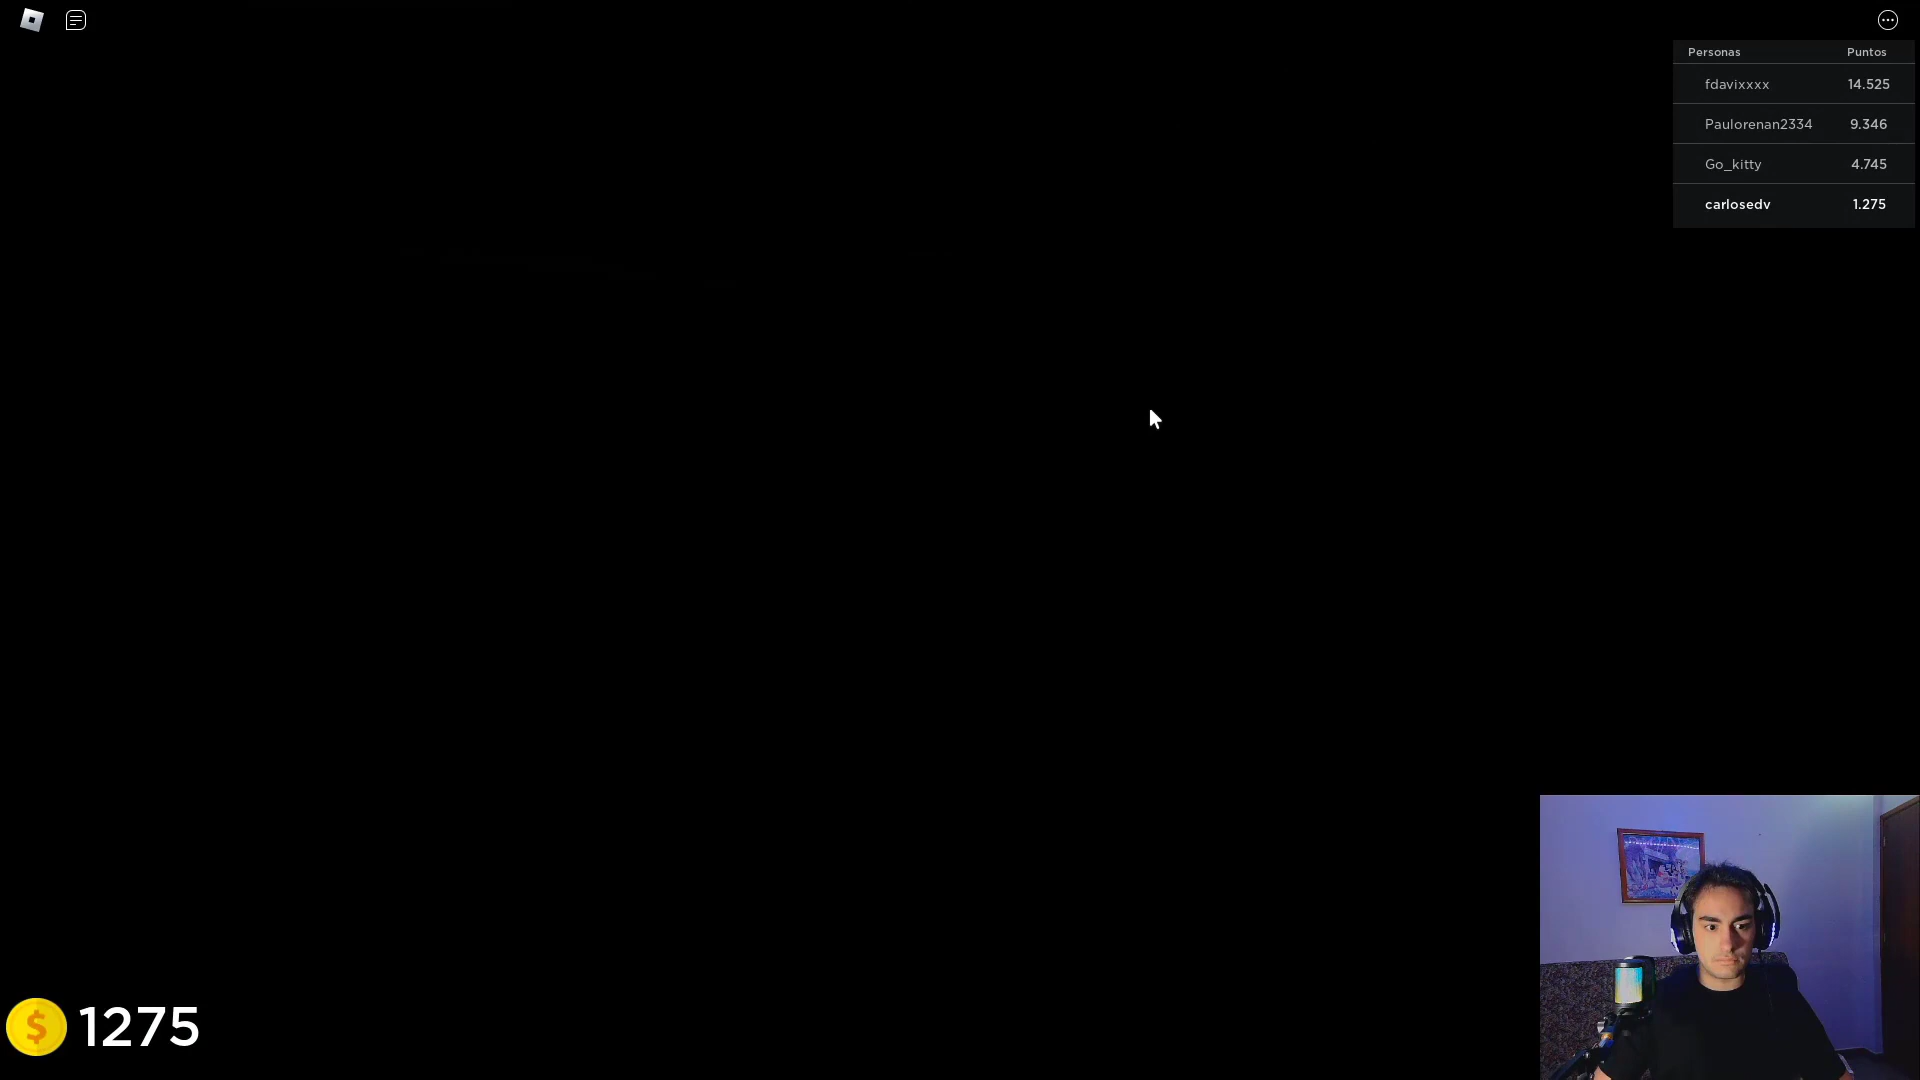 Personas Puntos
fdavixxxx 14.525
Paulorenan2334 9.346
Go_kitty 4.745
carlosedv 1.275
$ 1275